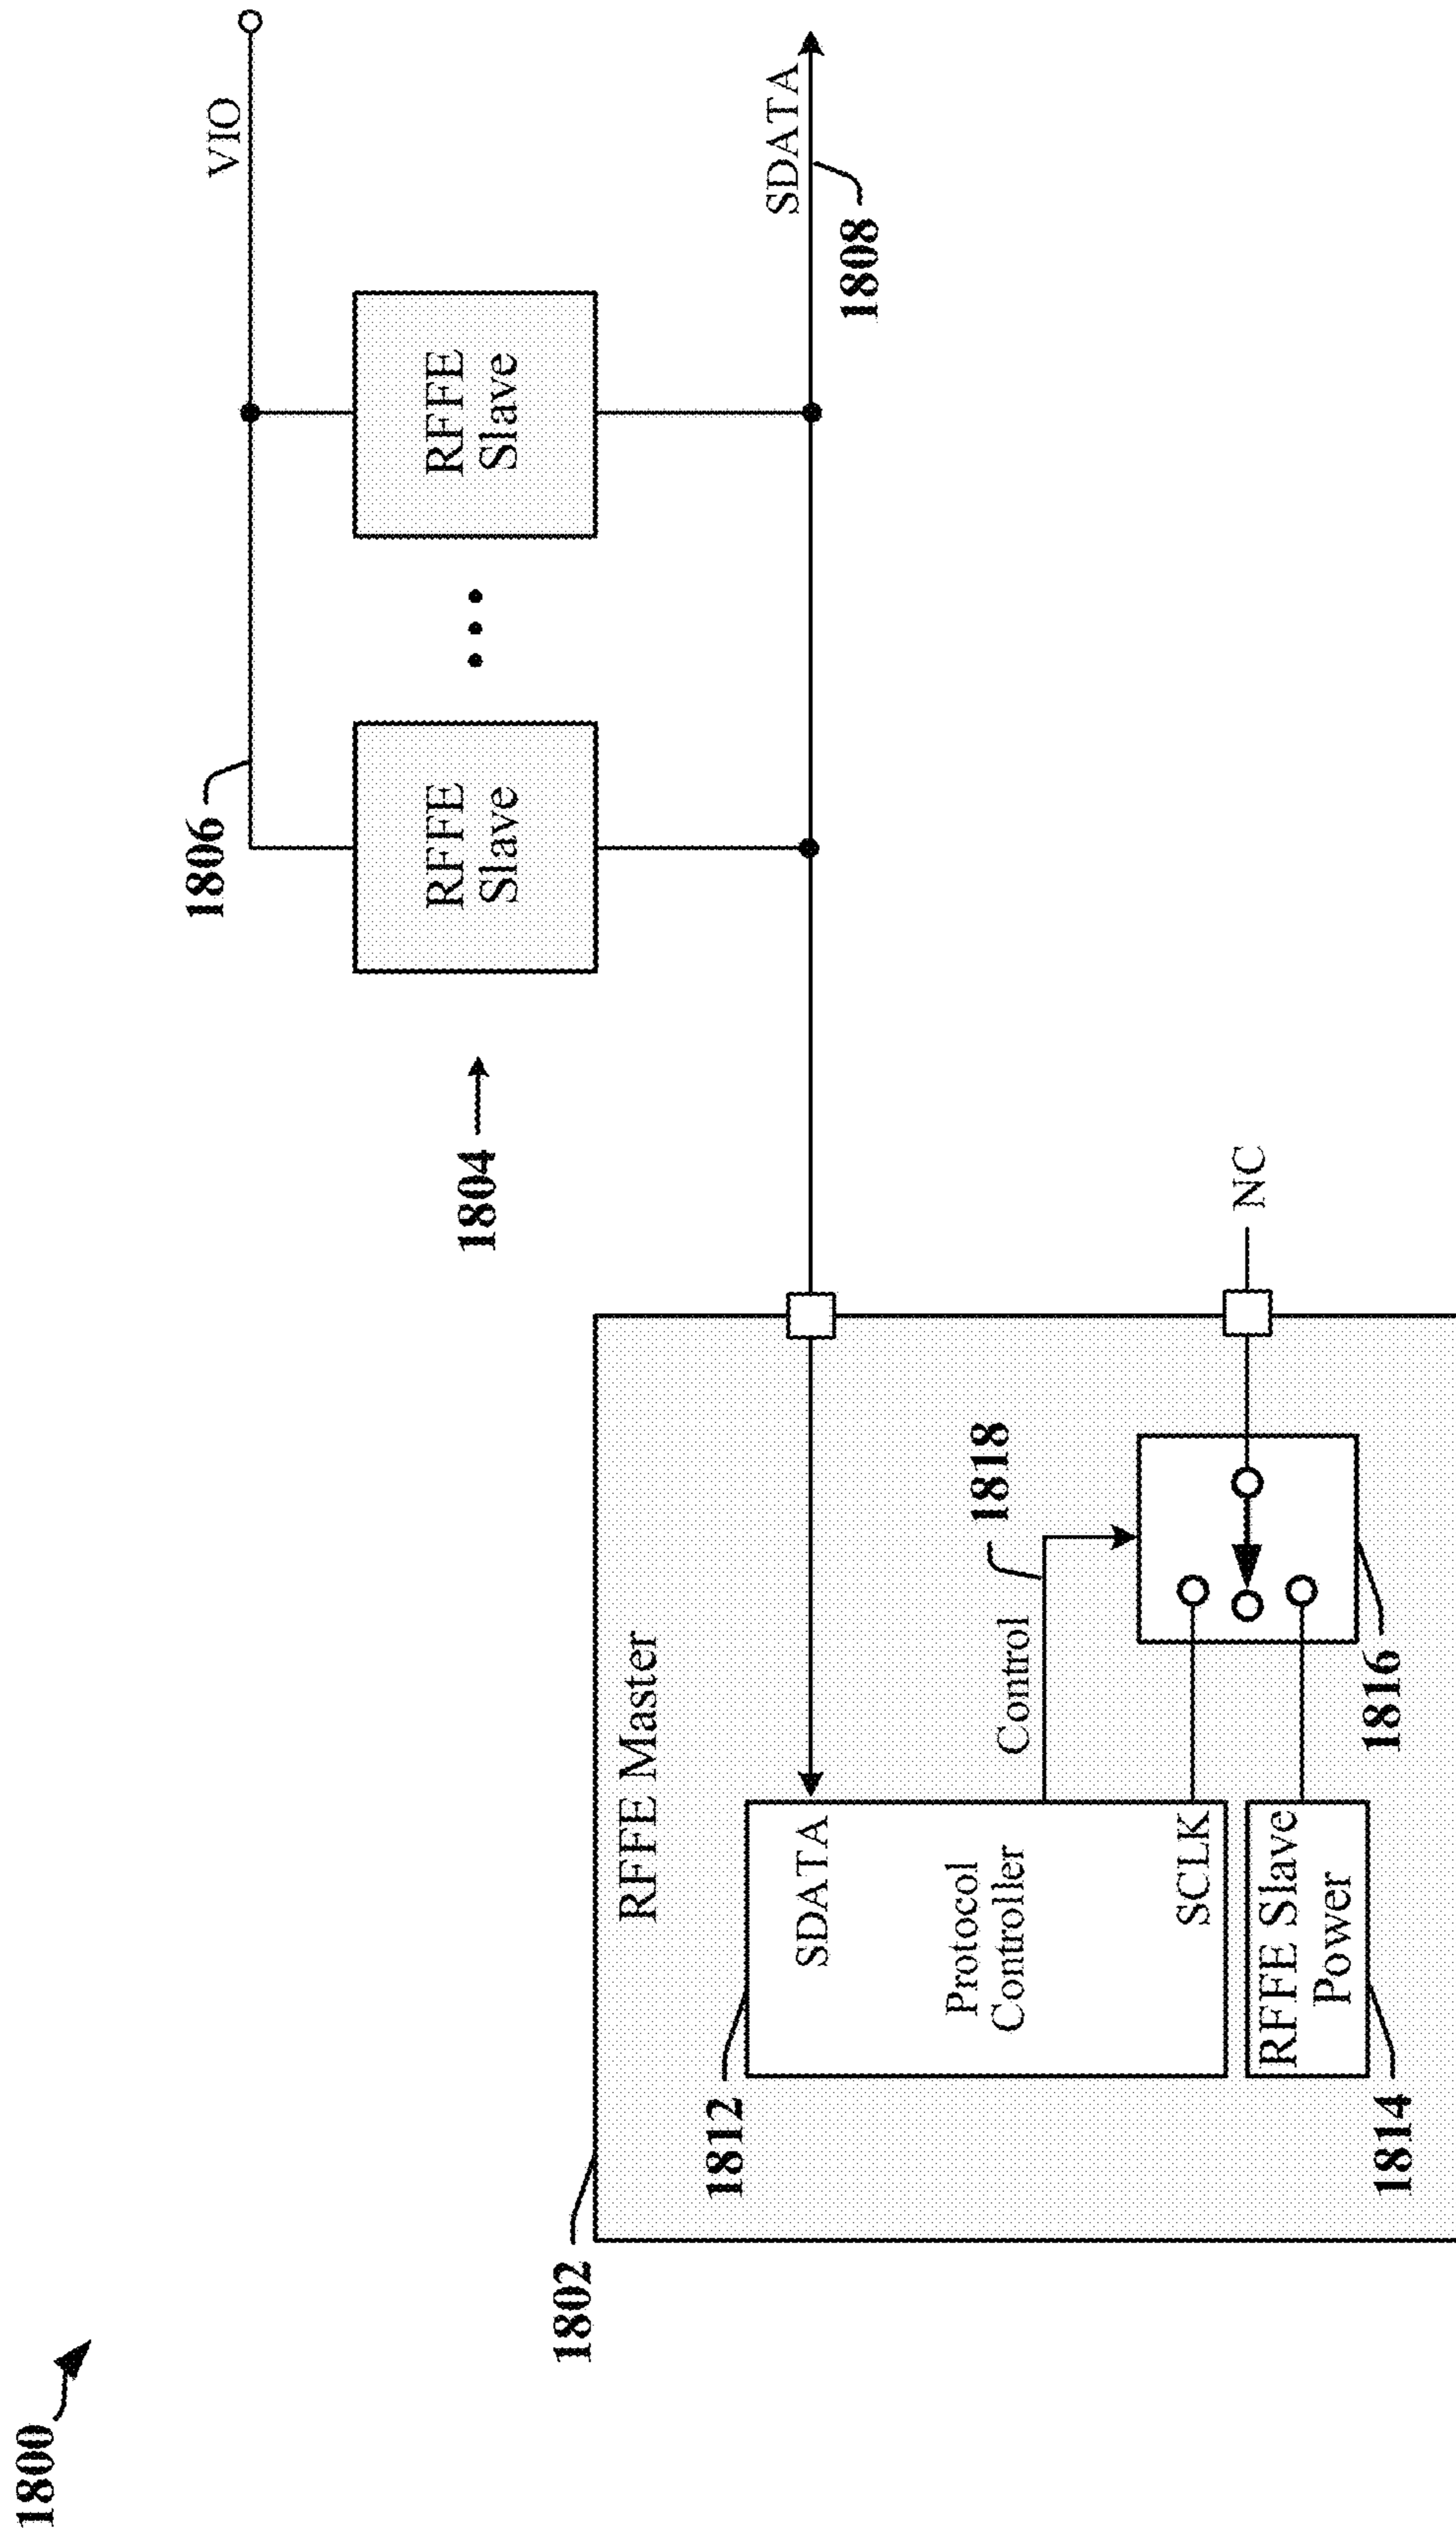 1800
1802
RFFE Master
1812
SDATA
Protocol
Controller
SCLK
RFFE Slave
Power
1814
Control
1818
1816
NC
1804
1806
RFFE
Slave
RFFE
Slave
VIO
SDATA
1808